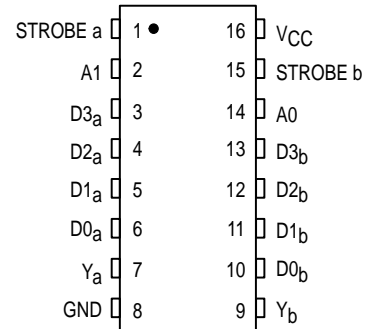 STROBE a 1 16 VCC
A1 2 15 STROBE b
D3a 3 14 A0
D2a 4 13 D3b
D1a 5 12 D2b
D0a 6 11 D1b
Ya 7 10 D0b
GND 8 9 Yb